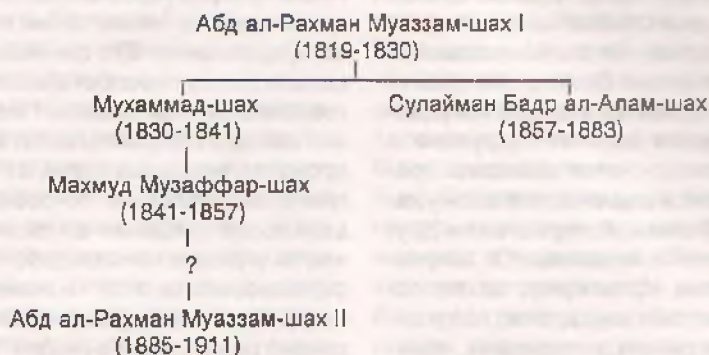 Абд ал-Рахман Муаззам-шах I
(1819-1830)
Мухаммад-шах
(1830-1841)
Сулайман Бадр ал-Алам-шах
(1857-1883)
Махмуд Музаффар-шах
(1841-1857)
?
Абд ал-Рахман Муаззам-шах II
(1885-1911)